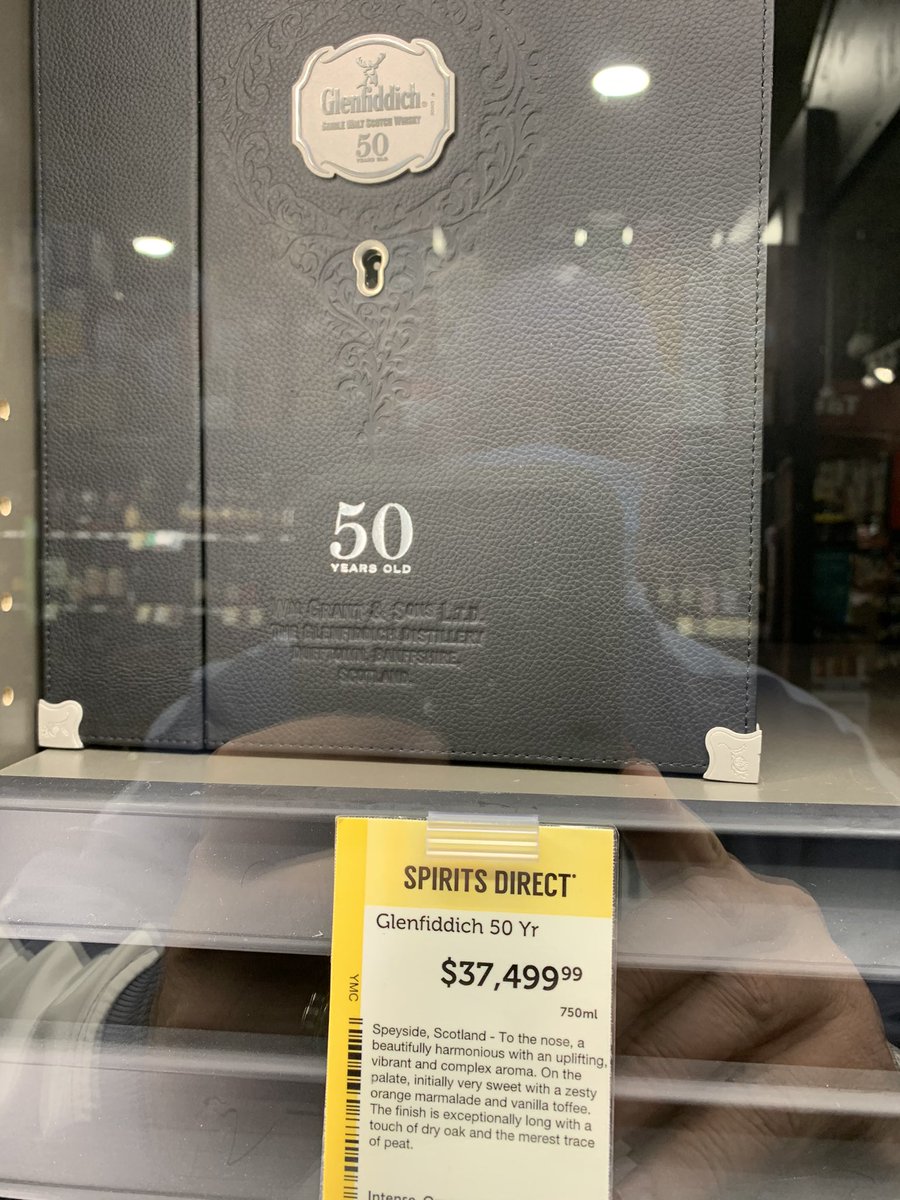 Glenfiddich
SINGLE MALT SCOTCH WHISKY
50
YEARS OLD
50
YEARS OLD
WM. GRANT & SONS LTD.
THE GLENFIDDICH DISTILLERY
DUFFTOWN, BANFFSHIRE,
SCOTLAND.
SPIRITS DIRECT
Glenfiddich 50 Yr
$37,499.99
750ml
YMC
Speyside, Scotland - To the nose, a
beautifully harmonious with an uplifting,
vibrant and complex aroma. On the
palate, initially very sweet with a zesty
orange marmalade and vanilla toffee.
The finish is exceptionally long with a
touch of dry oak and the merest trace
of peat.
Intense,